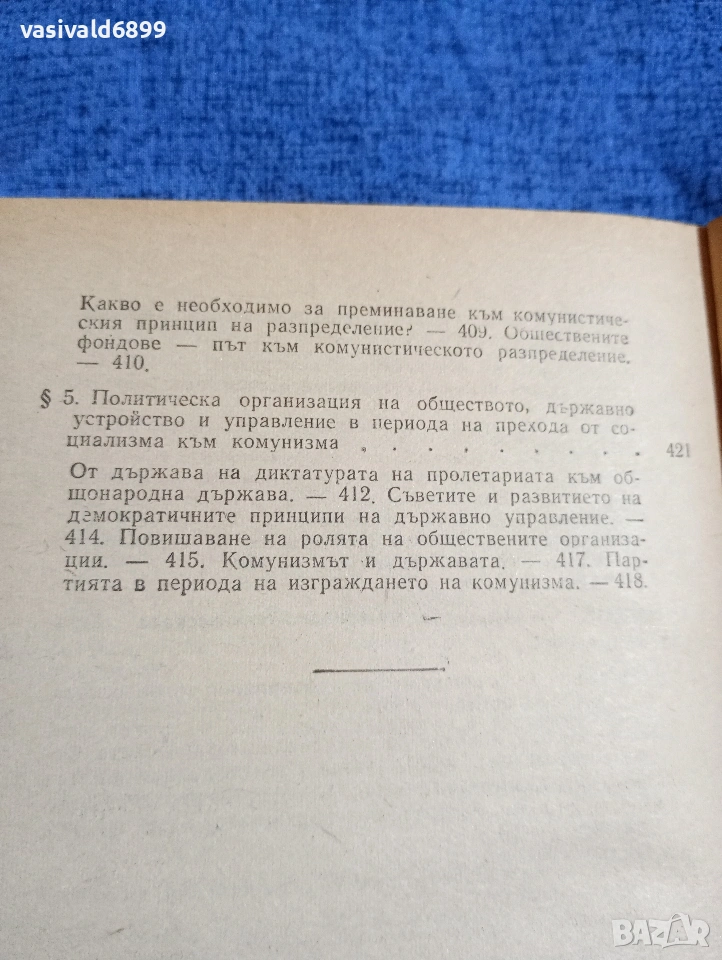 vasivald6899
Какво е необходимо за преминаване към комунистиче-
ския принцип на разпределение? — 409. Обществените
фондове — път към комунистическото разпределение.
— 410.
§ 5. Политическа организация на обществото, държавно
устройство и управление в периода на прехода от со-
циализма към комунизма . . . . . . . . . 421
От държава на диктатурата на пролетариата към об-
щонародна държава. — 412. Съветите и развитието на
демократичните принципи на държавно управление. —
414. Повишаване на ролята на обществените организа-
ции. — 415. Комунизмът и държавата. — 417. Пар-
тията в периода на изграждането на комунизма. — 418.
BAZAR